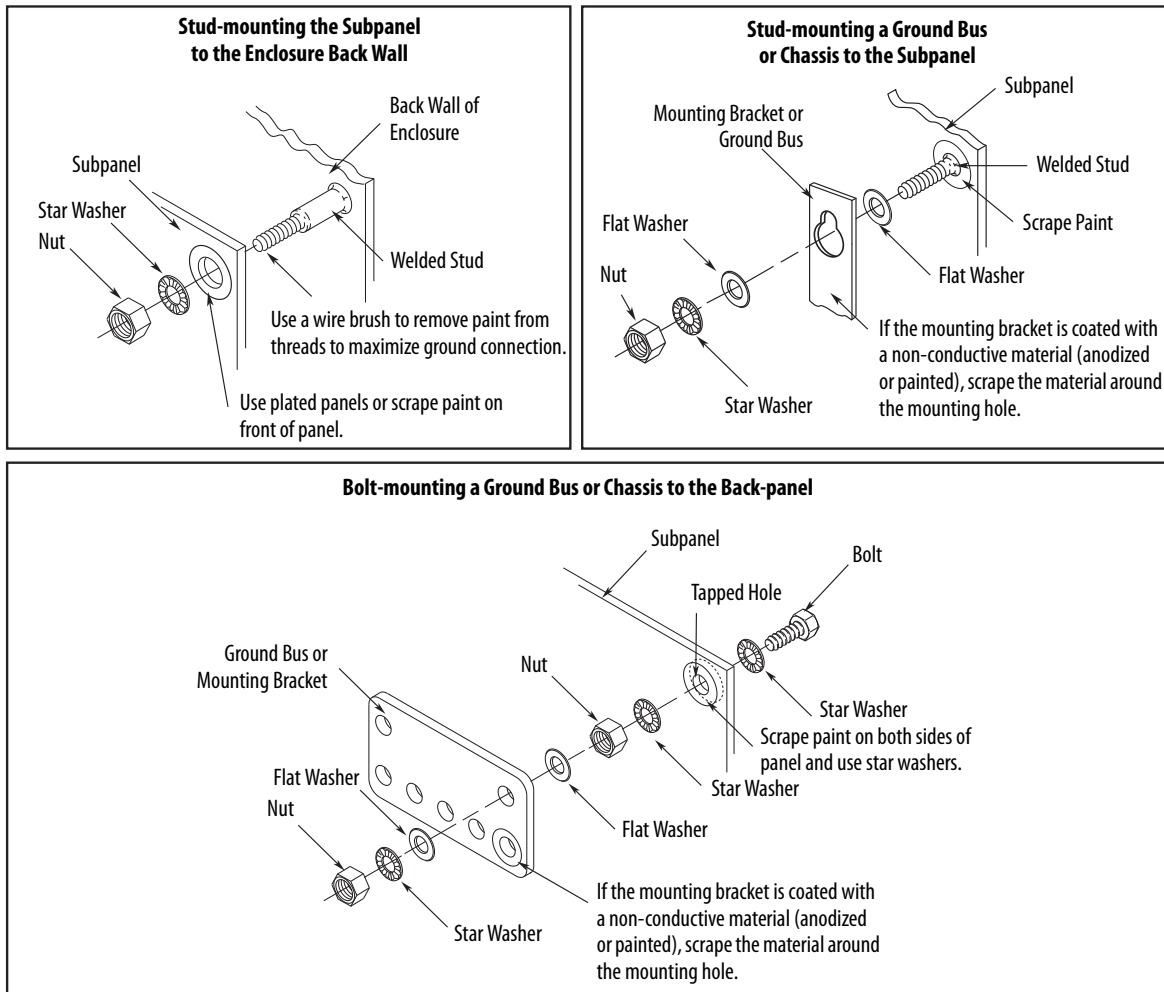 Stud-mounting the Subpanel
to the Enclosure Back Wall
Back Wall of
Enclosure
Subpanel
Star Washer
Nut
Welded Stud
Use a wire brush to remove paint from
threads to maximize ground connection.
Use plated panels or scrape paint on
front of panel.
Stud-mounting a Ground Bus
or Chassis to the Subpanel
Subpanel
Mounting Bracket or
Ground Bus
Welded Stud
Scrape Paint
Flat Washer
Flat Washer
Nut
If the mounting bracket is coated with
a non-conductive material (anodized
or painted), scrape the material around
the mounting hole.
Star Washer
Bolt-mounting a Ground Bus or Chassis to the Back-panel
Subpanel
Bolt
Tapped Hole
Ground Bus or
Mounting Bracket
Nut
Star Washer
Scrape paint on both sides of
panel and use star washers.
Star Washer
Flat Washer
Nut
Flat Washer
Star Washer
If the mounting bracket is coated with
a non-conductive material (anodized
or painted), scrape the material around
the mounting hole.